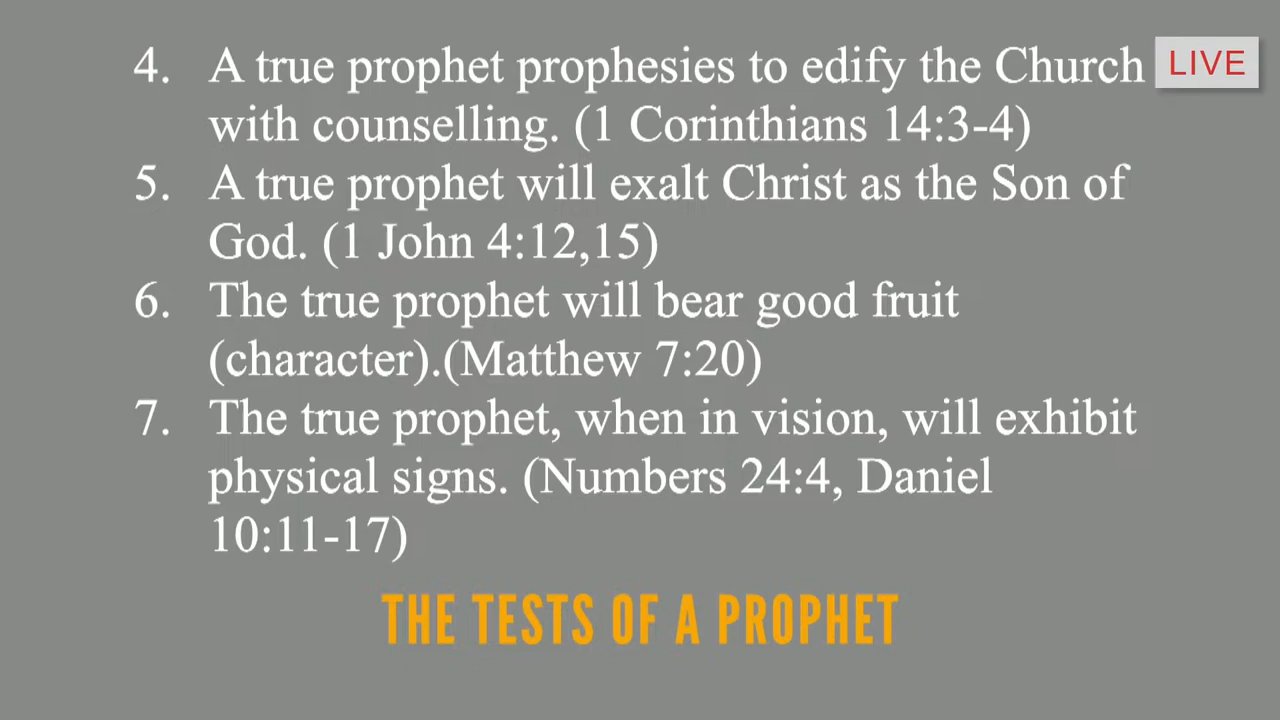 4. A true prophet prophesies to edify the Church
LIVE
with counselling. (1 Corinthians 14:3-4)
5. A true prophet will exalt Christ as the Son of
God. (1 John 4:12,15)
6. The true prophet will bear good fruit
(character).(Matthew 7:20)
7. The true prophet, when in vision, will exhibit
physical signs. (Numbers 24:4, Daniel
10:11-17)
THE TESTS OF A PROPHET